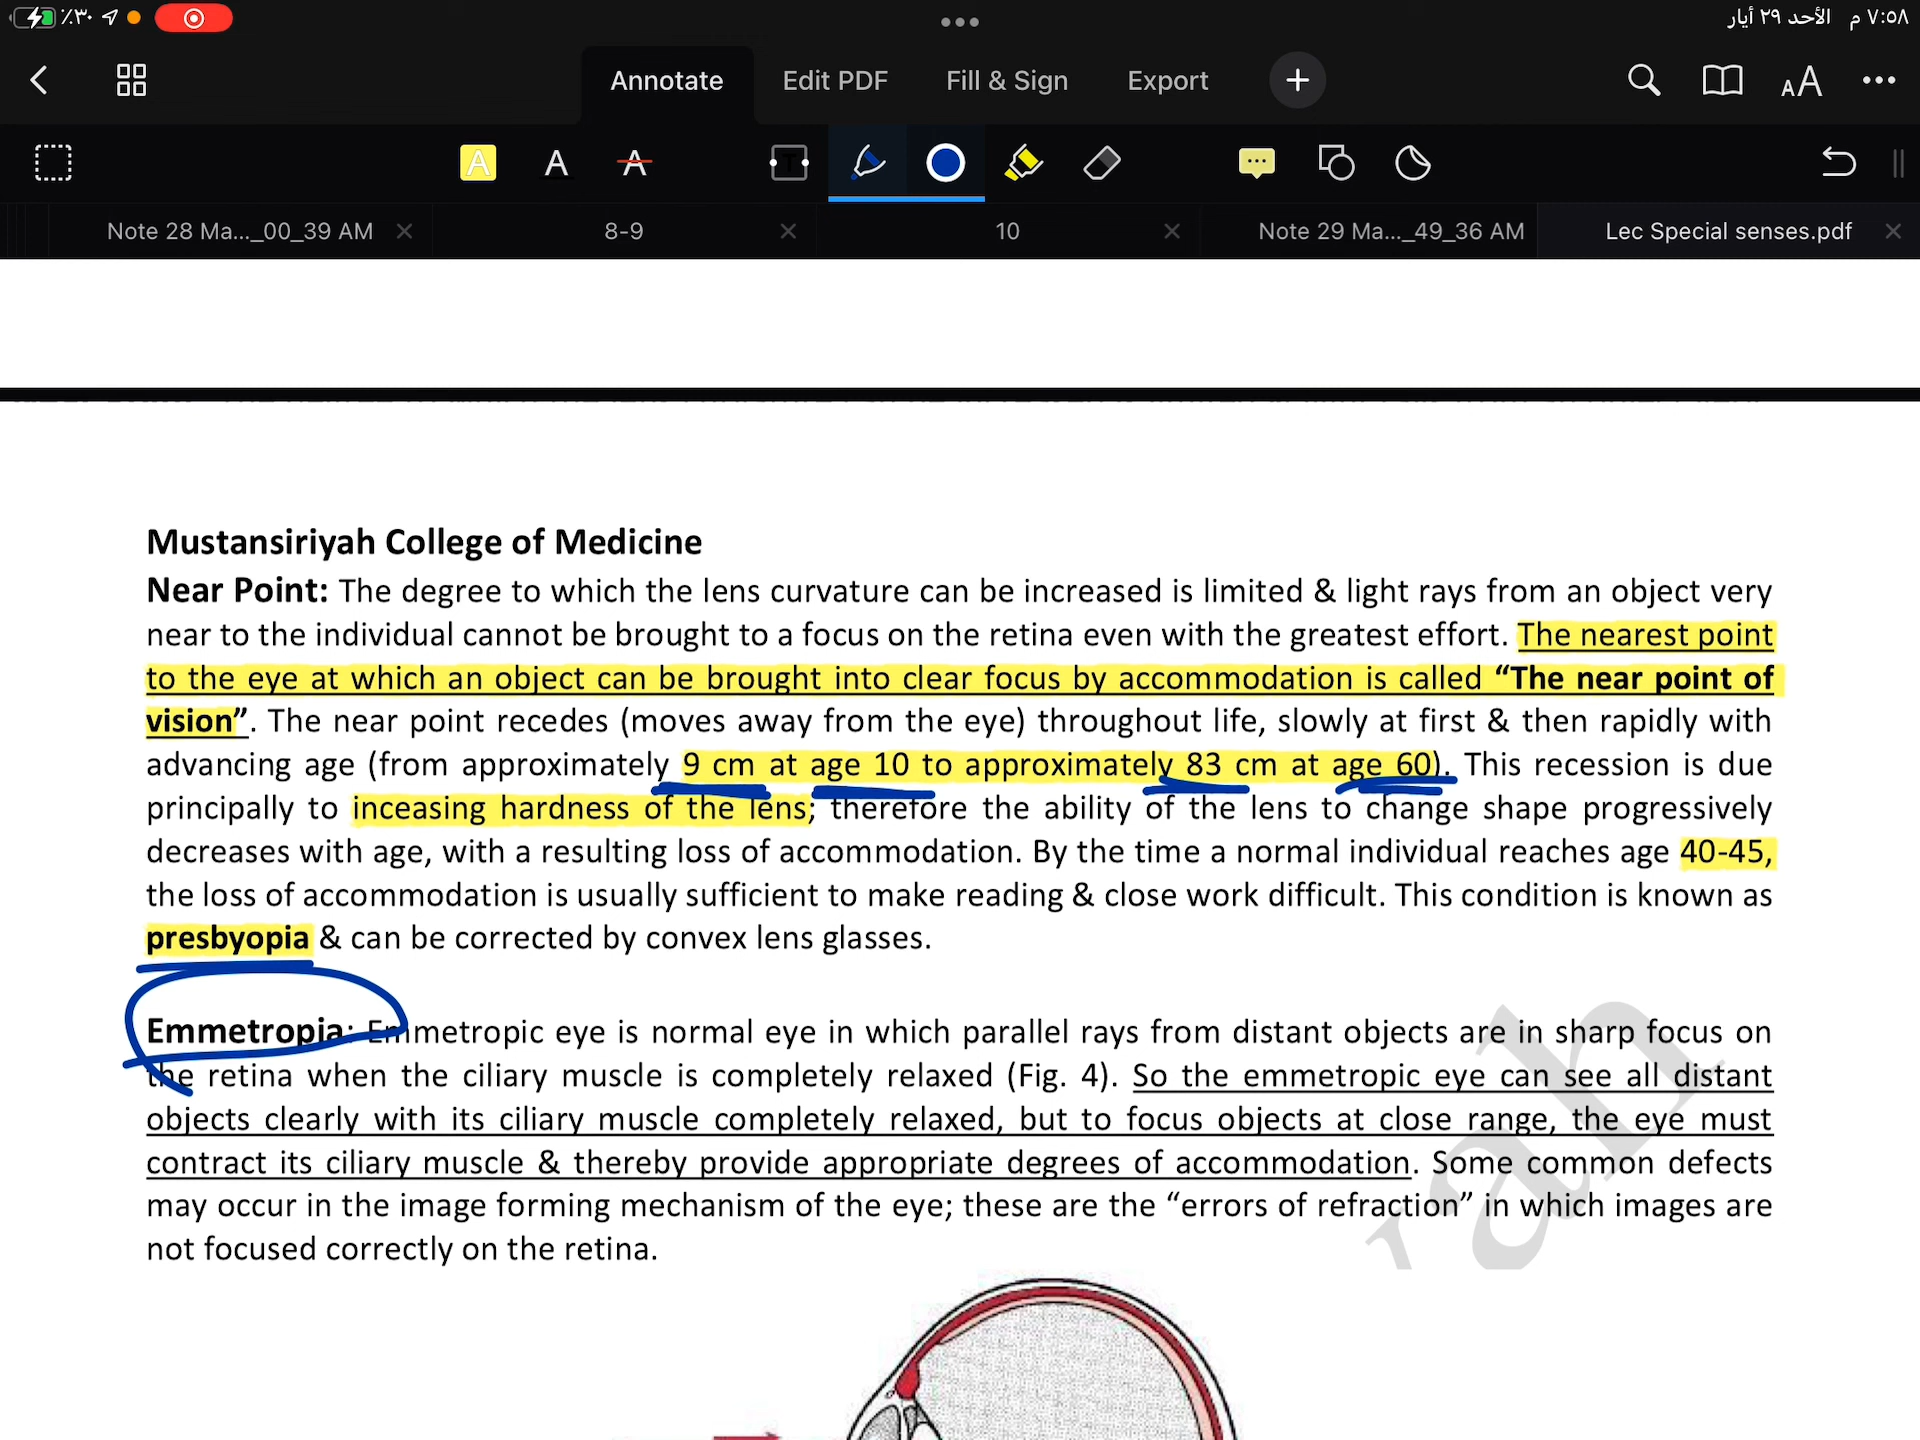 ٪٣٠
الأحد ٢٩ أيار ٧:٥٨ م
Annotate Edit PDF Fill & Sign Export
AA
A A A T
Note 28 Ma..._00_39 AM 8-9 10 Note 29 Ma..._49_36 AM Lec Special senses.pdf
Mustansiriyah College of Medicine
Near Point: The degree to which the lens curvature can be increased is limited & light rays from an object very
near to the individual cannot be brought to a focus on the retina even with the greatest effort. The nearest point
to the eye at which an object can be brought into clear focus by accommodation is called “The near point of
vision”. The near point recedes (moves away from the eye) throughout life, slowly at first & then rapidly with
advancing age (from approximately 9 cm at age 10 to approximately 83 cm at age 60). This recession is due
principally to inceasing hardness of the lens; therefore the ability of the lens to change shape progressively
decreases with age, with a resulting loss of accommodation. By the time a normal individual reaches age 40-45,
the loss of accommodation is usually sufficient to make reading & close work difficult. This condition is known as
presbyopia & can be corrected by convex lens glasses.
Emmetropia: Emmetropic eye is normal eye in which parallel rays from distant objects are in sharp focus on
the retina when the ciliary muscle is completely relaxed (Fig. 4). So the emmetropic eye can see all distant
objects clearly with its ciliary muscle completely relaxed, but to focus objects at close range, the eye must
contract its ciliary muscle & thereby provide appropriate degrees of accommodation. Some common defects
may occur in the image forming mechanism of the eye; these are the “errors of refraction” in which images are
not focused correctly on the retina.